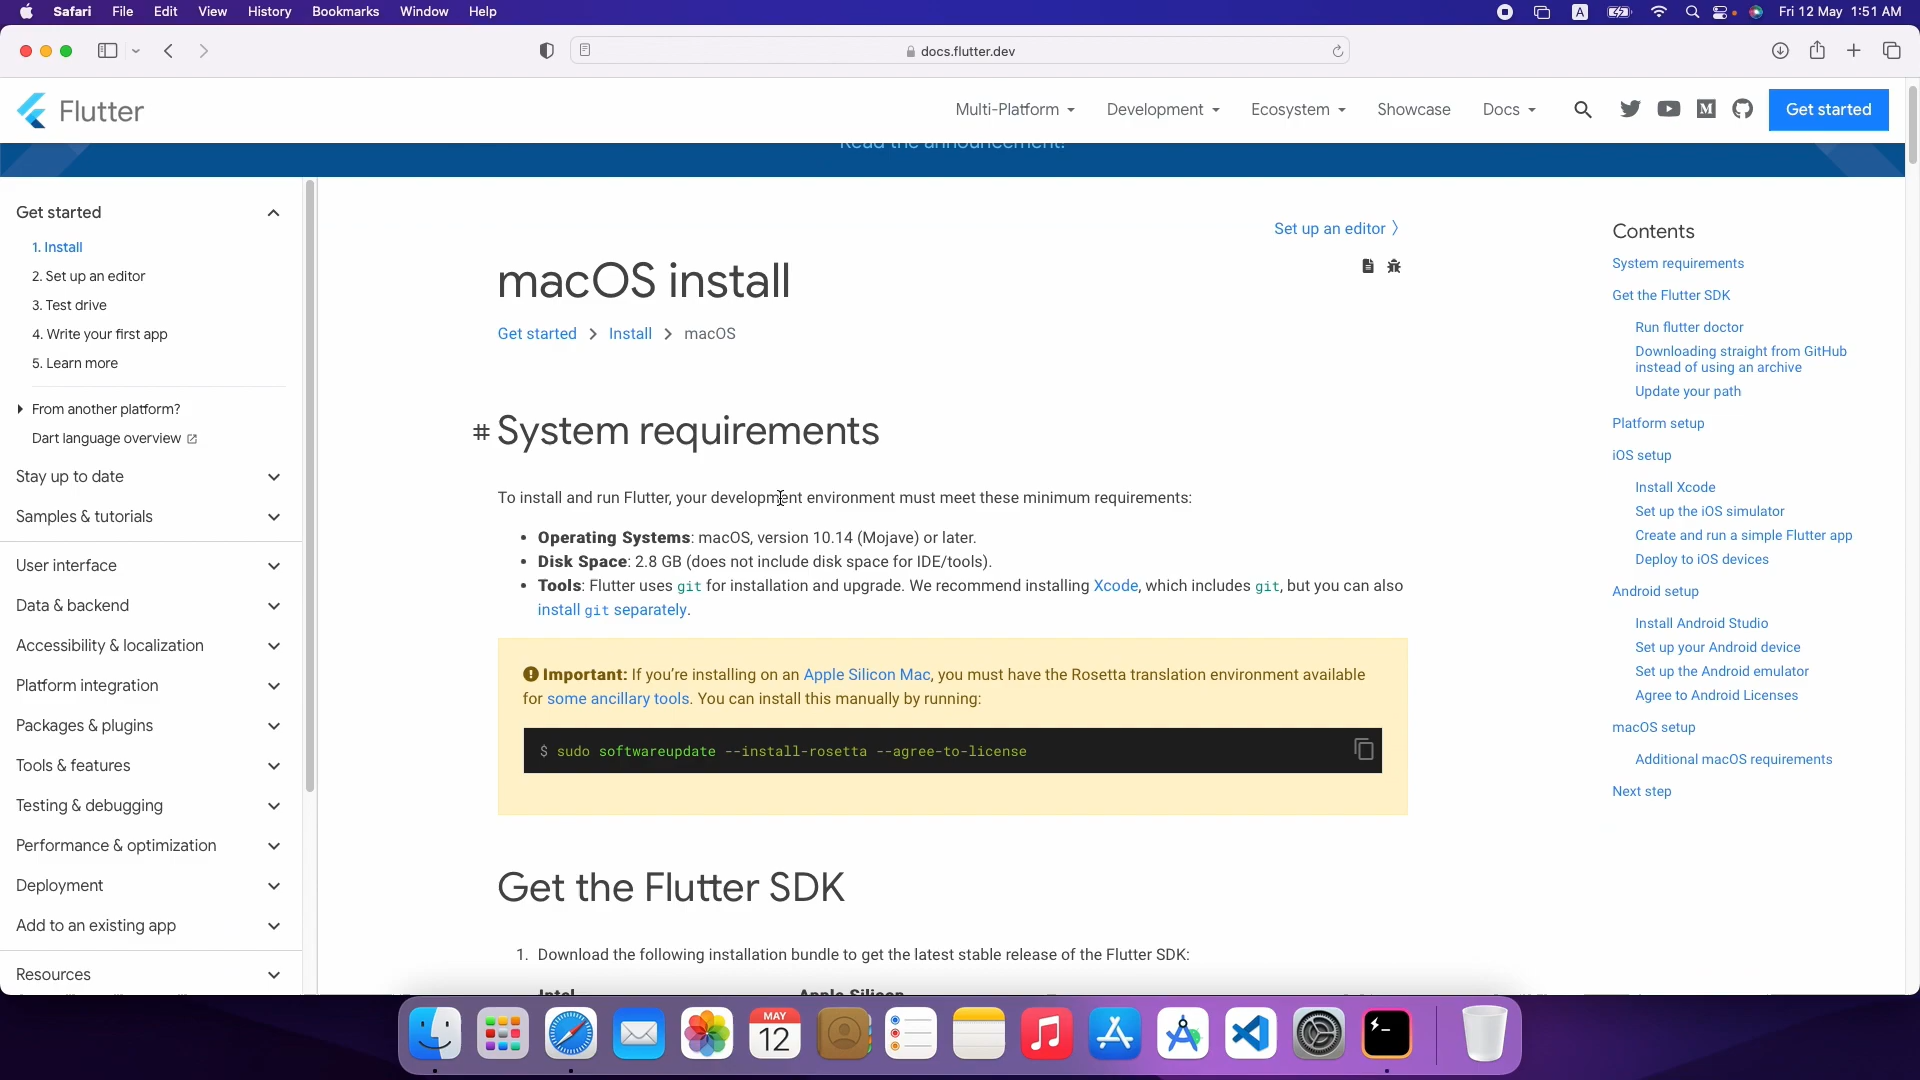 Safari File Edit View History Bookmarks Window Help
A
Fri 12 May 1:51 AM
docs.flutter.dev
Flutter
Multi-Platform Development Ecosystem Showcase Docs
M
Get started
Read the announcement!
Get started
1. Install
2. Set up an editor
3. Test drive
4. Write your first app
5. Learn more
From another platform?
Dart language overview
Stay up to date
Samples & tutorials
User interface
Data & backend
Accessibility & localization
Platform integration
Packages & plugins
Tools & features
Testing & debugging
Performance & optimization
Deployment
Add to an existing app
Resources
Set up an editor 〉
macOS install
Get started > Install > macOS
# System requirements
To install and run Flutter, your development environment must meet these minimum requirements:
• Operating Systems: macOS, version 10.14 (Mojave) or later.
• Disk Space: 2.8 GB (does not include disk space for IDE/tools).
• Tools: Flutter uses git for installation and upgrade. We recommend installing Xcode, which includes git, but you can also
install git separately.
Important: If you’re installing on an Apple Silicon Mac, you must have the Rosetta translation environment available
for some ancillary tools. You can install this manually by running:
$ sudo softwareupdate --install-rosetta --agree-to-license
Get the Flutter SDK
1. Download the following installation bundle to get the latest stable release of the Flutter SDK:
Intel Apple Silicon
Contents
System requirements
Get the Flutter SDK
Run flutter doctor
Downloading straight from GitHub
instead of using an archive
Update your path
Platform setup
iOS setup
Install Xcode
Set up the iOS simulator
Create and run a simple Flutter app
Deploy to iOS devices
Android setup
Install Android Studio
Set up your Android device
Set up the Android emulator
Agree to Android Licenses
macOS setup
Additional macOS requirements
Next step
MAY
12